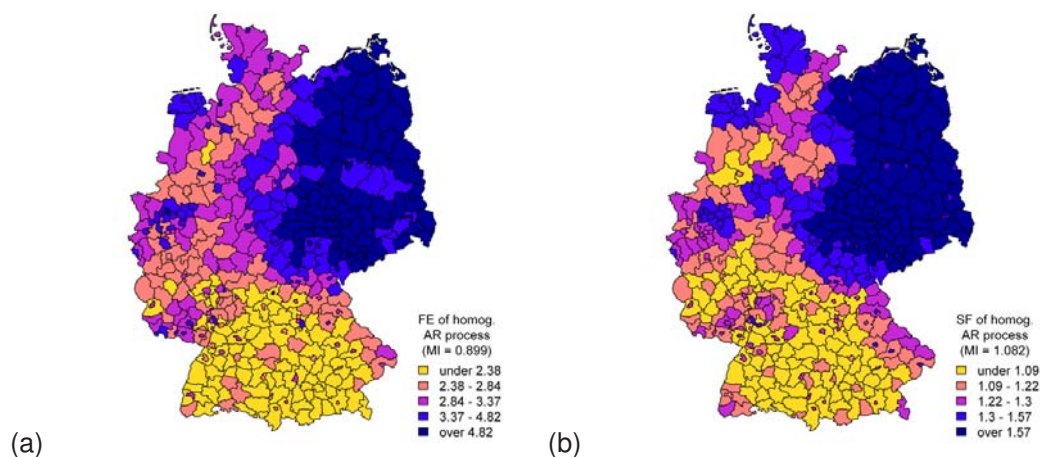 FE of homog.
AR process
(MI = 0.899)
under 2.38
2.38 - 2.84
2.84 - 3.37
3.37 - 4.82
over 4.82
(a)
SF of homog.
AR process
(MI = 1.082)
under 1.09
1.09 - 1.22
1.22 - 1.3
1.3 - 1.57
over 1.57
(b)